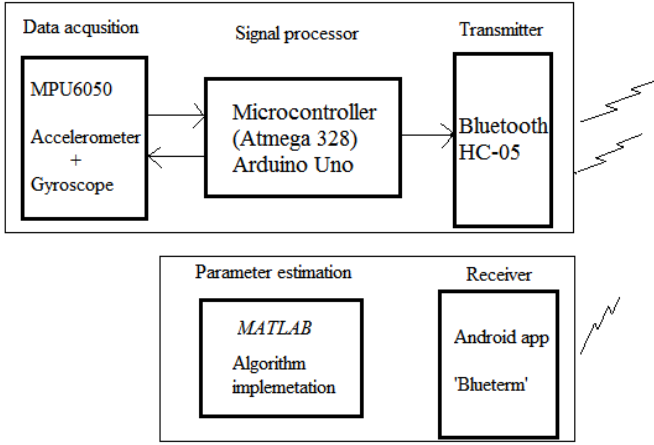 Data acqusition
Signal processor
Transmitter
MPU6050
Accelerometer
+
Gyroscope
Microcontroller
(Atmega 328)
Arduino Uno
Bluetooth
HC-05
Parameter estimation
Receiver
MATLAB
Algorithm
implemetation
Android app
'Blueterm'